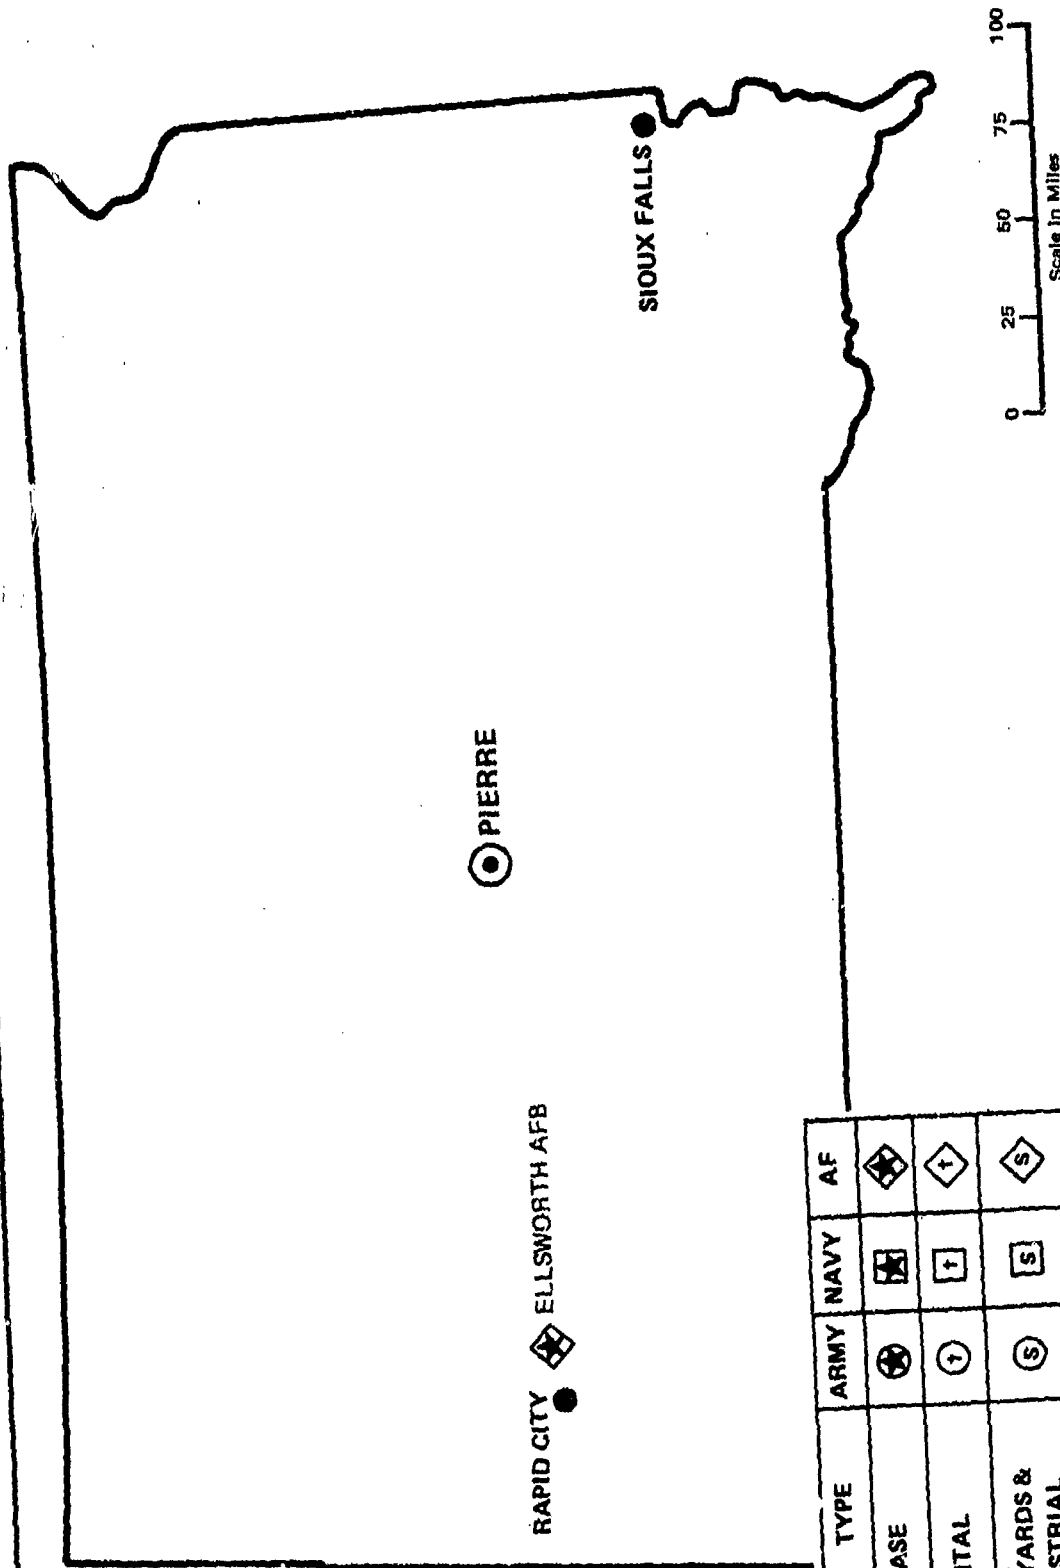 PIERRE
SIOUX FALLS
RAPID CITY
ELLSWORTH AFB
TYPE ARMY NAVY AF
ASE
ITAL t t t
YARDS & S S S
STRIAL
0 25 50 75 100
Scale in Miles